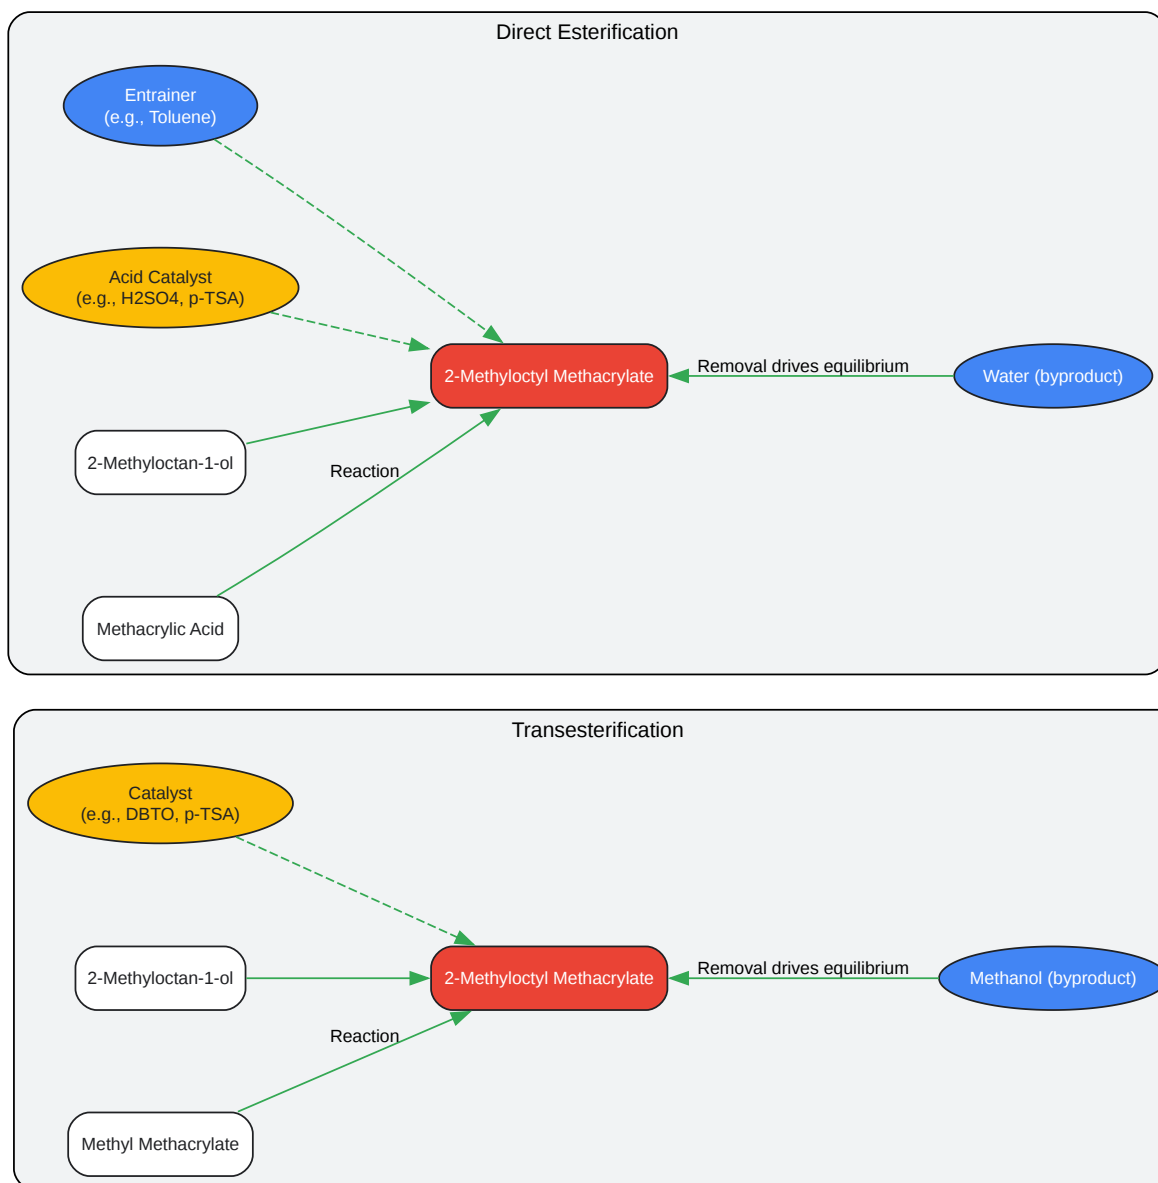 Direct Esterification
Entrainer
(e.g., Toluene)
Acid Catalyst
(e.g., H2SO4, p-TSA)
2-Methyloctyl Methacrylate
Removal drives equilibrium
Water (byproduct)
2-Methyloctan-1-ol
Reaction
Methacrylic Acid
Transesterification
Catalyst
(e.g., DBTO, p-TSA)
2-Methyloctan-1-ol
2-Methyloctyl Methacrylate
Removal drives equilibrium
Methanol (byproduct)
Reaction
Methyl Methacrylate